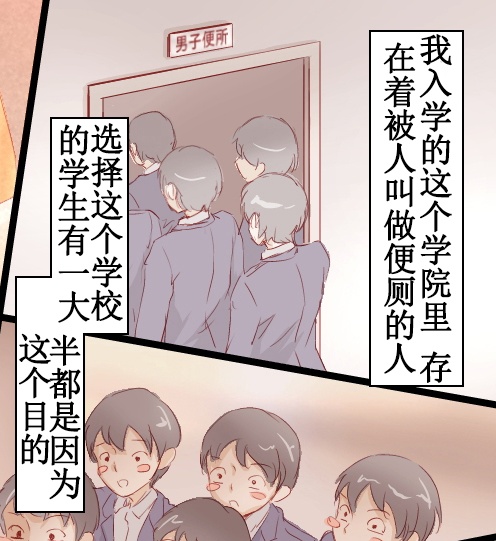 男子便所
我入学的这个学院里 存
在着被人叫做便厕的人
选择这个学校
的学生有一大
半都是因为
这个目的